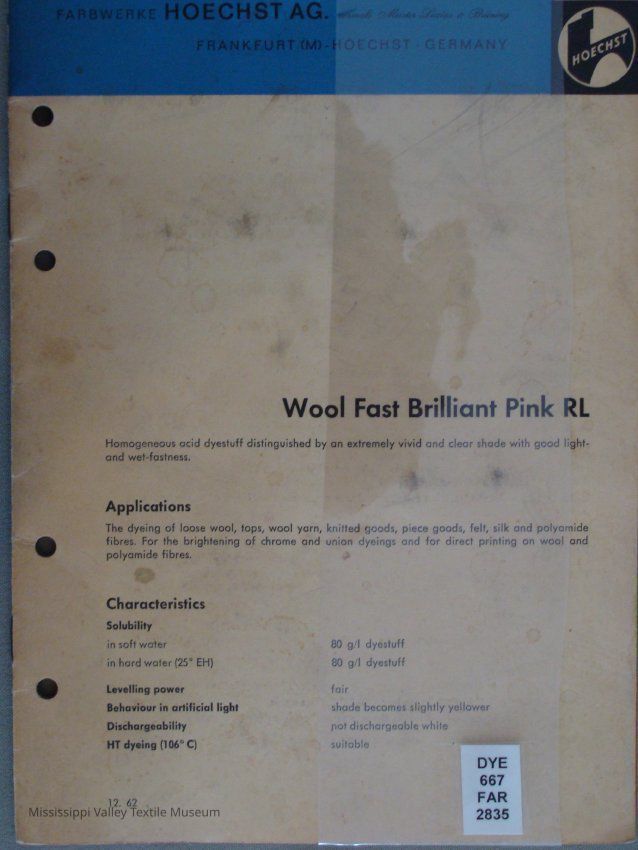 FARBWERKE HOECHST AG. vormals Meister Lucius & Brüning
FRANKFURT (M)-HOECHST · GERMANY
HOECHST
Wool Fast Brilliant Pink RL
Homogeneous acid dyestuff distinguished by an extremely vivid and clear shade with good light-
and wet-fastness.
Applications
The dyeing of loose wool, tops, wool yarn, knitted goods, piece goods, felt, silk and polyamide
fibres. For the brightening of chrome and union dyeings and for direct printing on wool and
polyamide fibres.
Characteristics
Solubility
in soft water 80 g/l dyestuff
in hard water (25° EH) 80 g/l dyestuff
Levelling power fair
Behaviour in artificial light shade becomes slightly yellower
Dischargeability not dischargeable white
HT dyeing (106° C) suitable
DYE
667
FAR
2835
12. 62
Mississippi Valley Textile Museum